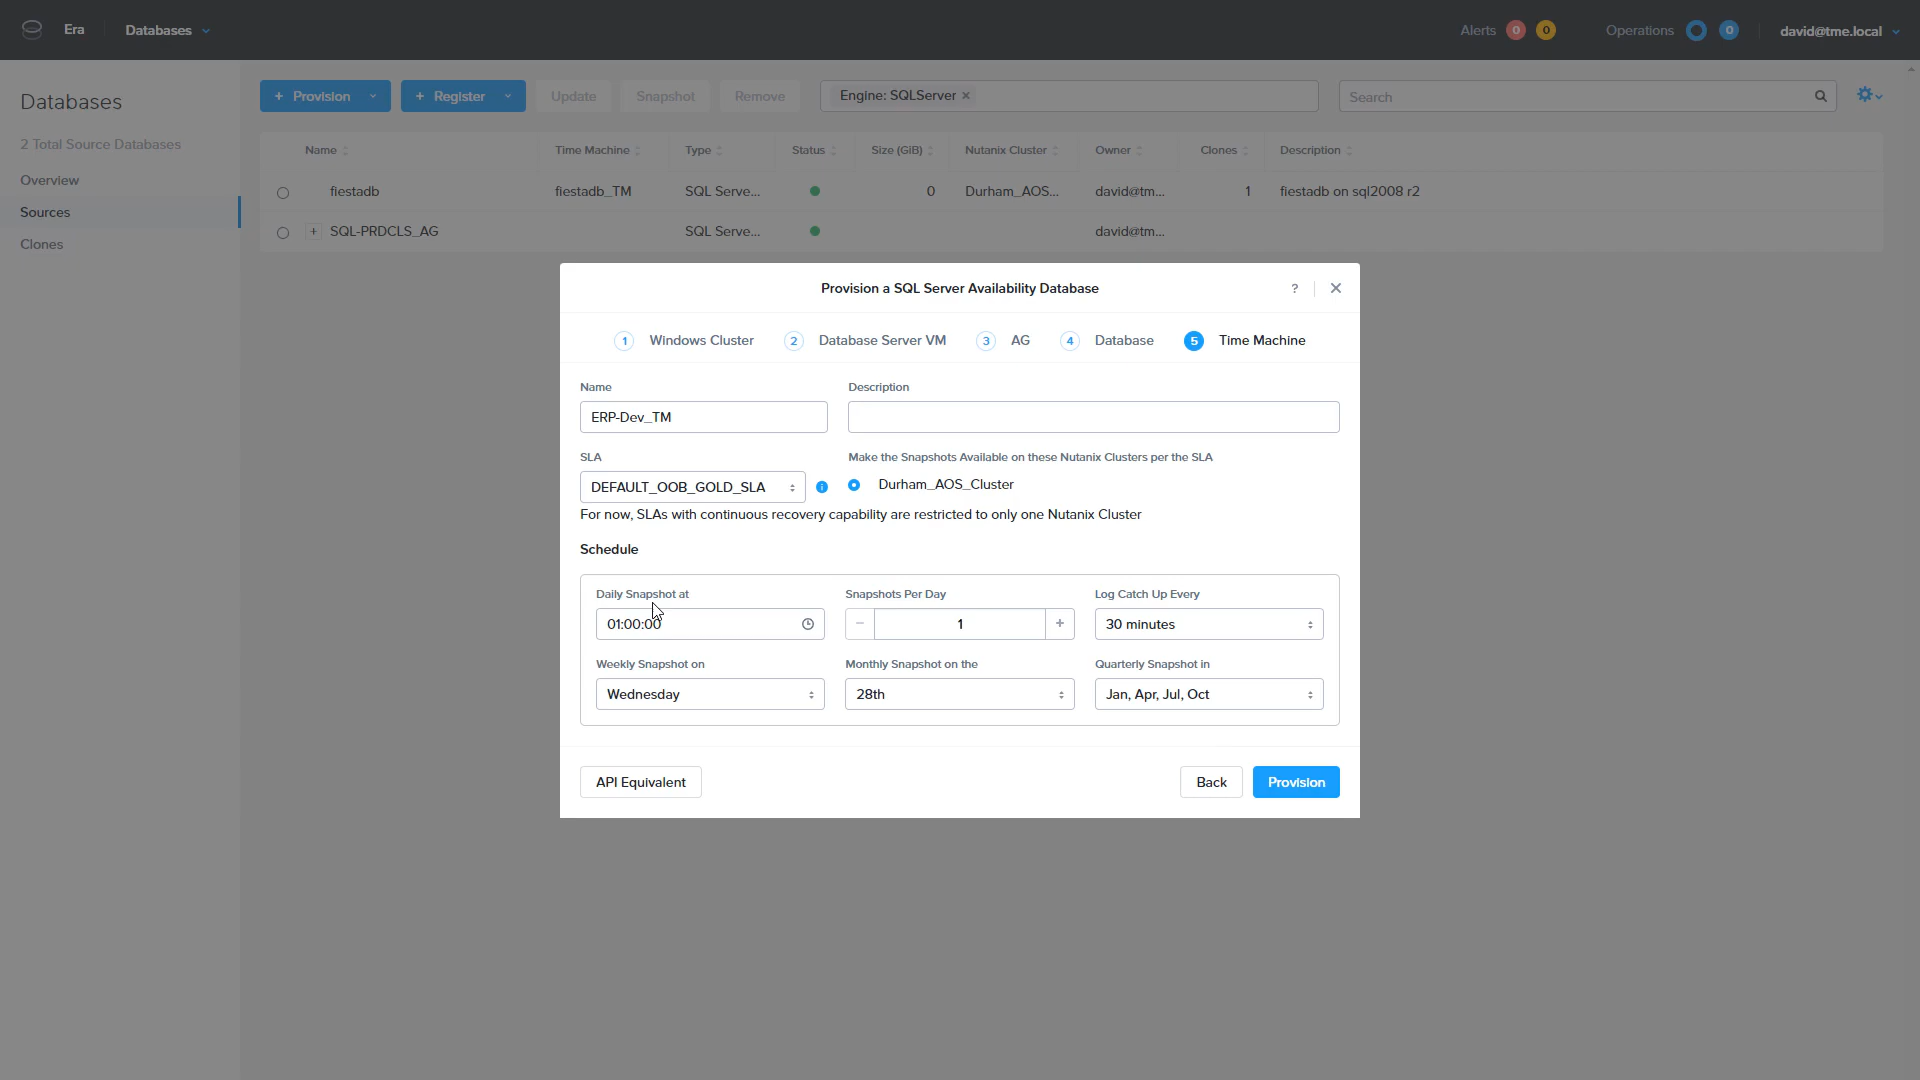 Era
Databases
Alerts 0 0
Operations 0
david@tme.local
Databases
2 Total Source Databases
Overview
Sources
Clones
+ Provision
+ Register
Update
Snapshot
Remove
Engine: SQLServer ×
Search
Name Time Machine Type Status Size (GiB) Nutanix Cluster Owner Clones Description
fiestadb fiestadb_TM SQL Serve... 0 Durham_AOS... david@tm... 1 fiestadb on sql2008 r2
+ SQL-PRDCLS_AG SQL Serve... david@tm...
Provision a SQL Server Availability Database
?
1 Windows Cluster 2 Database Server VM 3 AG 4 Database 5 Time Machine
Name Description
ERP-Dev_TM
SLA Make the Snapshots Available on these Nutanix Clusters per the SLA
DEFAULT_OOB_GOLD_SLA i Durham_AOS_Cluster
For now, SLAs with continuous recovery capability are restricted to only one Nutanix Cluster
Schedule
Daily Snapshot at Snapshots Per Day Log Catch Up Every
01:00:00 − 1 + 30 minutes
Weekly Snapshot on Monthly Snapshot on the Quarterly Snapshot in
Wednesday 28th Jan, Apr, Jul, Oct
API Equivalent Back Provision